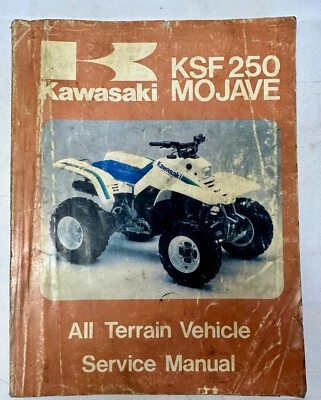 Kawasaki
KSF 250
MOJAVE
Kawasaki
All Terrain Vehicle
Service Manual